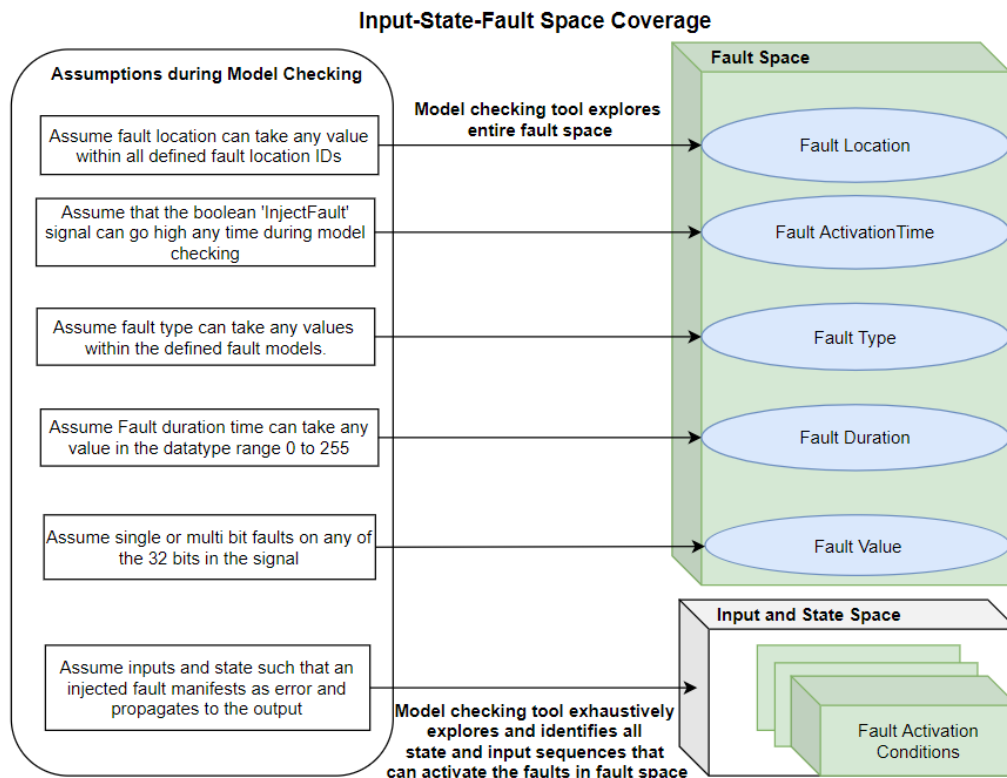 Input-State-Fault Space Coverage
Assumptions during Model Checking
Assume fault location can take any value
within all defined fault location IDs
Assume that the boolean 'InjectFault'
signal can go high any time during model
checking
Assume fault type can take any values
within the defined fault models.
Assume Fault duration time can take any
value in the datatype range 0 to 255
Assume single or multi bit faults on any of
the 32 bits in the signal
Assume inputs and state such that an
injected fault manifests as error and
propagates to the output
Model checking tool explores
entire fault space
Model checking tool exhaustively
explores and identifies all
state and input sequences that
can activate the faults in fault space
Fault Space
Fault Location
Fault ActivationTime
Fault Type
Fault Duration
Fault Value
Input and State Space
Fault Activation
Conditions